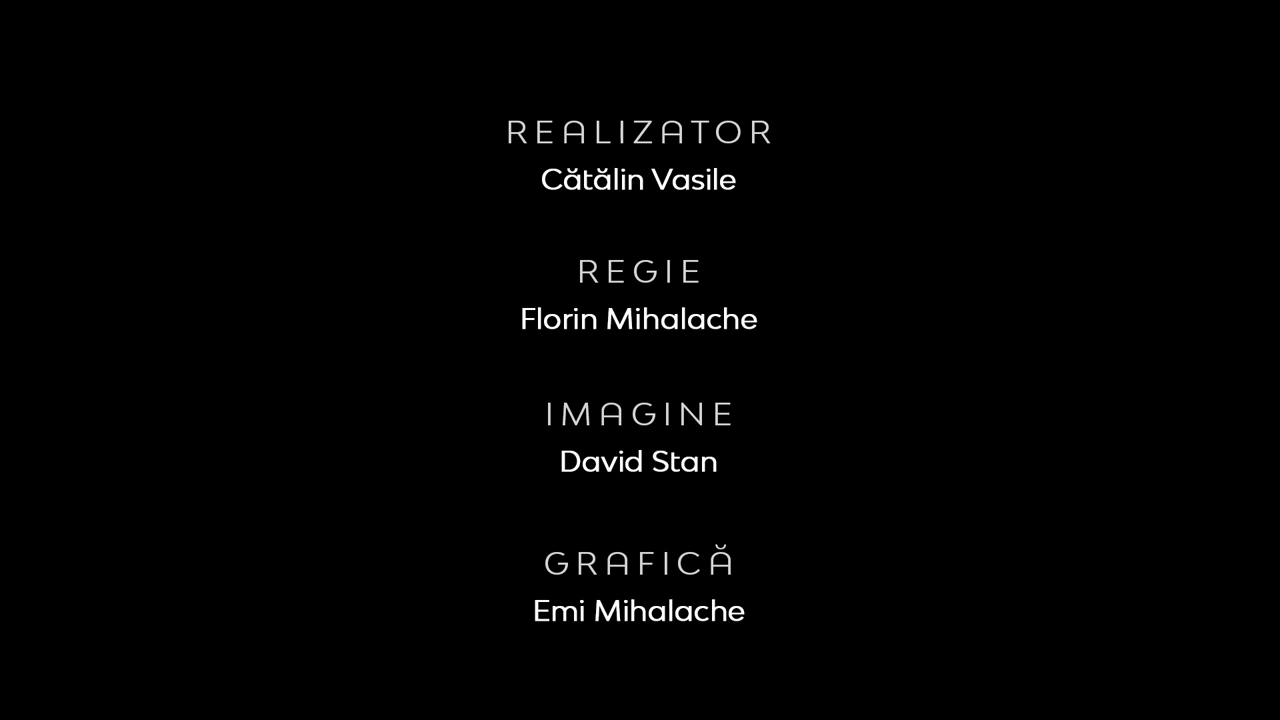 REALIZATOR
Cătălin Vasile
REGIE
Florin Mihalache
IMAGINE
David Stan
GRAFICĂ
Emi Mihalache